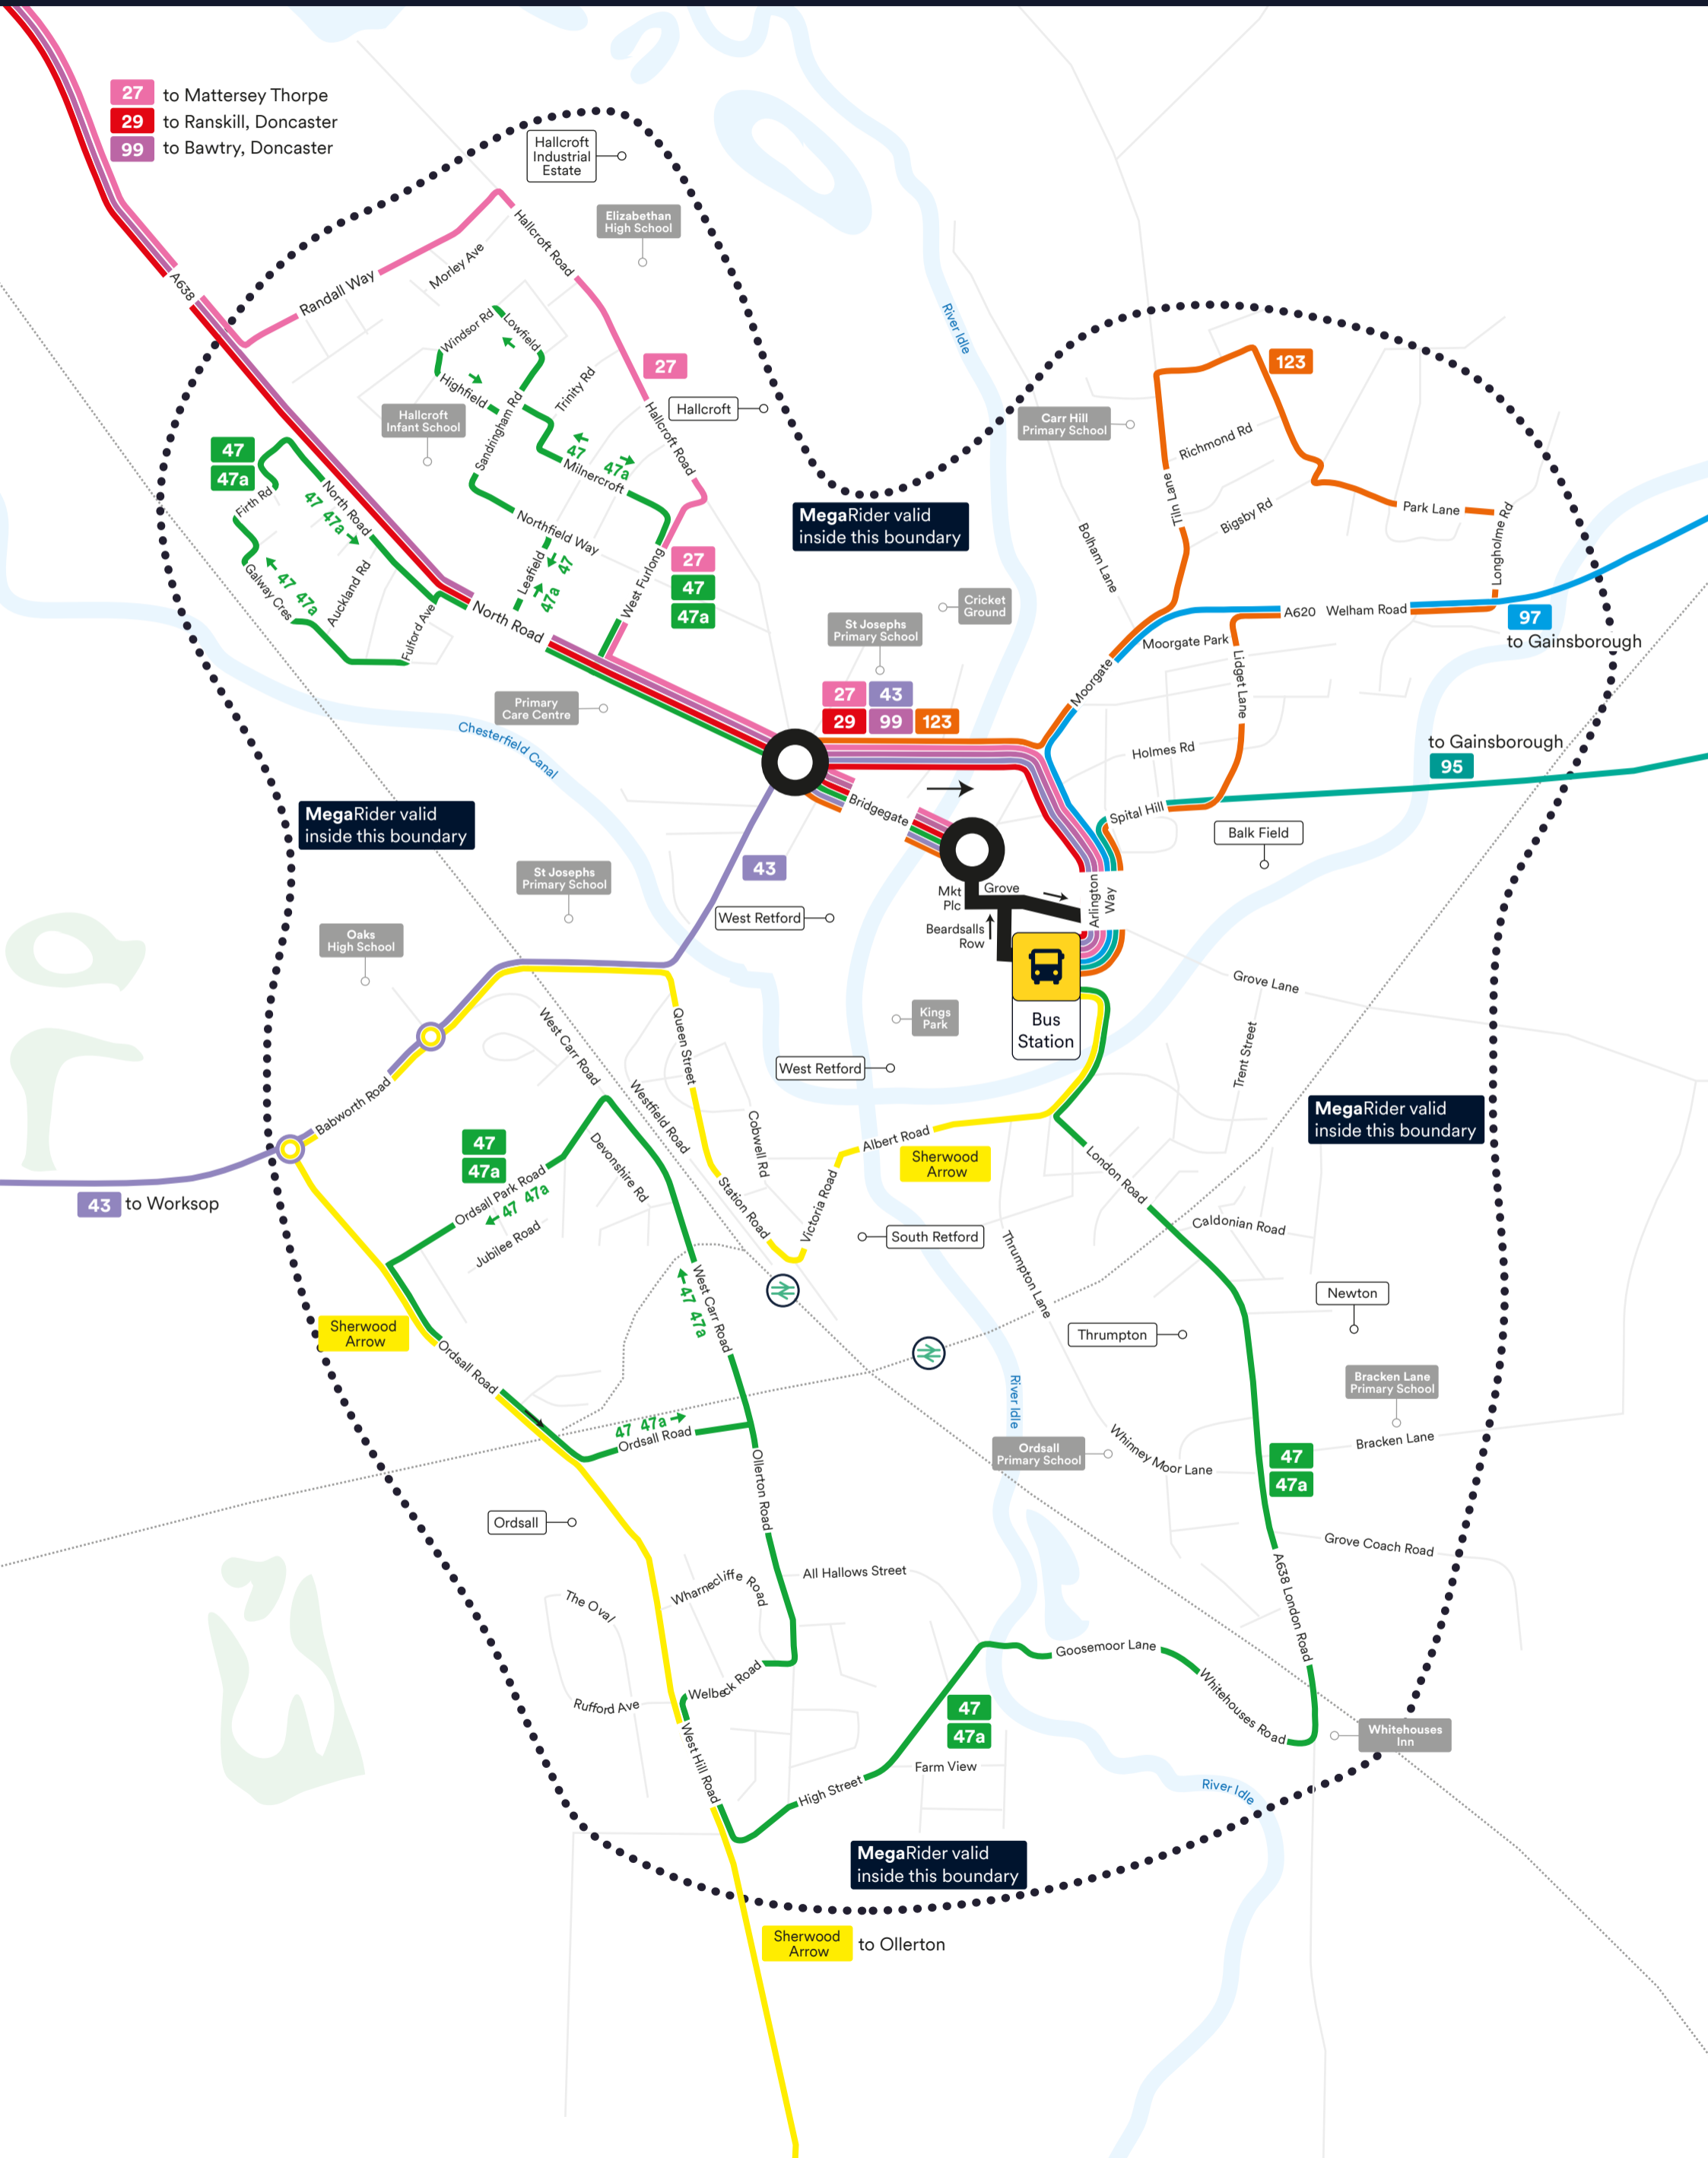 27 to Mattersey Thorpe
29 to Ranskill, Doncaster
99 to Bawtry, Doncaster
Hallcroft
Industrial
Estate
Elizabethan
High School
A638
Randall Way
Morley Ave
Hallcroft Road
Windsor Rd
Lowfield
Highfield
Trinity Rd
Sandringham Rd
27
Hallcroft
Hallcroft Road
Hallcroft
Infant School
47
47a
Firth Rd
North Road
47 47a
47
47a
Milnercroft
Northfield Way
Leafield
47
47a
West Furlong
27
47
47a
47 47a
Galway Cres
Auckland Rd
Fulford Ave
North Road
MegaRider valid
inside this boundary
River Idle
123
Carr Hill
Primary School
Richmond Rd
Tiln Lane
Bigsby Rd
Bolham Lane
Park Lane
Longholme Rd
A620 Welham Road
97
to Gainsborough
Moorgate Park
Moorgate
Lidget Lane
Holmes Rd
to Gainsborough
95
Spital Hill
Balk Field
Cricket
Ground
St Josephs
Primary School
27 43
29 99 123
Primary
Care Centre
Chesterfield Canal
Bridgegate
MegaRider valid
inside this boundary
43
St Josephs
Primary School
West Retford
Mkt
Plc
Grove
Beardsalls
Row
Arlington
Way
Bus
Station
Oaks
High School
Kings
Park
Grove Lane
Trent Street
West Retford
West Carr Road
Queen Street
Westfield Road
Babworth Road
MegaRider valid
inside this boundary
47
47a
Devonshire Rd
Cobwell Rd
Albert Road
Sherwood
Arrow
London Road
43 to Worksop
Ordsall Park Road
47 47a
Jubilee Road
Station Road
Victoria Road
South Retford
Caldonian Road
Thrumpton Lane
West Carr Road
47 47a
Newton
Thrumpton
Sherwood
Arrow
Ordsall Road
River Idle
Bracken Lane
Primary School
47 47a
Ordsall Road
Ordsall
Primary School
Whinney Moor Lane
Bracken Lane
47
47a
Ollerton Road
Ordsall
Grove Coach Road
All Hallows Street
Wharnecliffe Road
The Oval
A638 London Road
Goosemoor Lane
Welbeck Road
Rufford Ave
Whitehouses Road
47
47a
Whitehouses
Inn
West Hill Road
Farm View
High Street
River Idle
MegaRider valid
inside this boundary
Sherwood
Arrow
to Ollerton